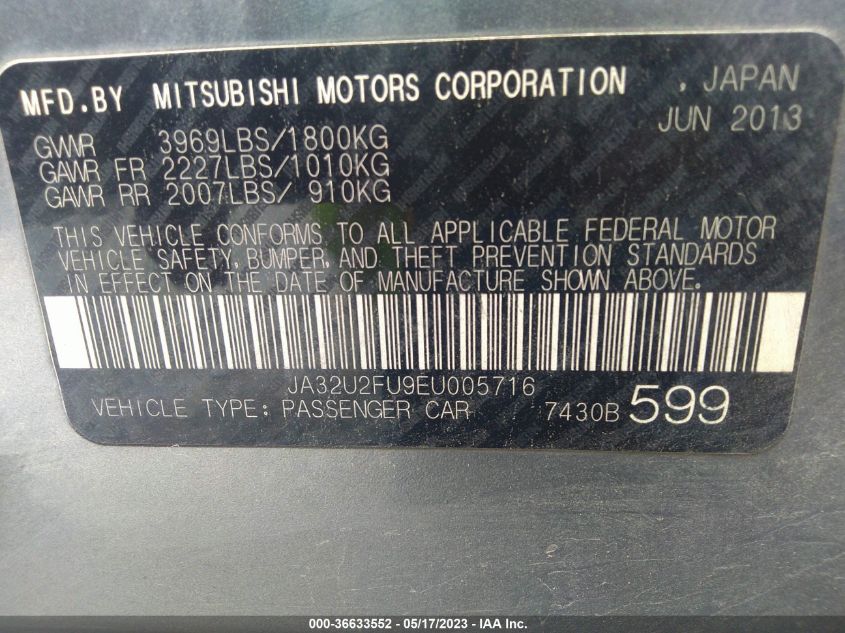 MFD.BY MITSUBISHI MOTORS CORPORATION , JAPAN
JUN 2013
GVWR 3969LBS/1800KG
GAWR FR 2227LBS/1010KG
GAWR RR 2007LBS/ 910KG
THIS VEHICLE CONFORMS TO ALL APPLICABLE FEDERAL MOTOR
VEHICLE SAFETY, BUMPER, AND THEFT PREVENTION STANDARDS
IN EFFECT ON THE DATE OF MANUFACTURE SHOWN ABOVE.
JA32U2FU9EU005716
VEHICLE TYPE: PASSENGER CAR 7430B 599
000-36633552 - 05/17/2023 - IAA Inc.